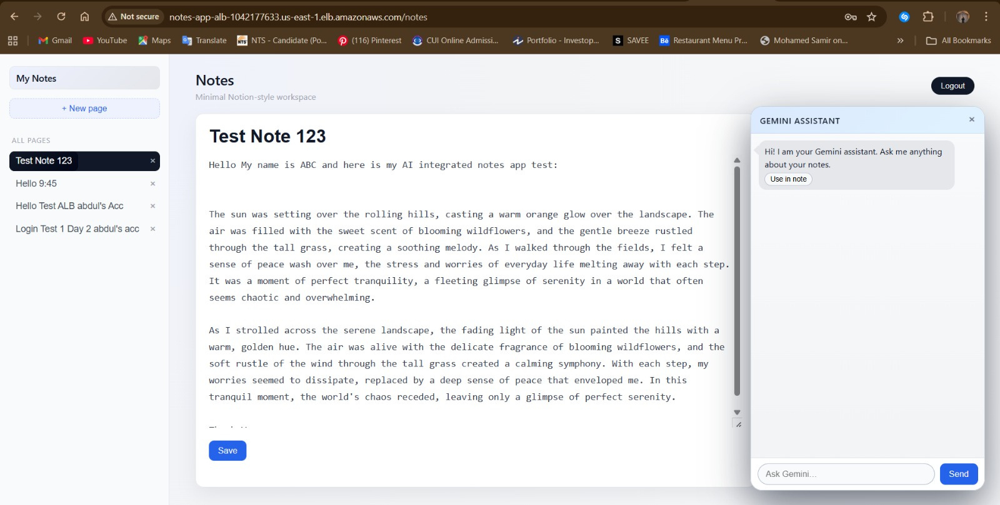 Not secure
notes-app-alb-1042177633.us-east-1.elb.amazonaws.com/notes
Gmail
YouTube
Maps
Translate
NTS - Candidate (Po...
(116) Pinterest
CUI Online Admissi...
Portfolio - Investop...
S SAVEE
Bē Restaurant Menu Pr...
Mohamed Samir on...
»
All Bookmarks
My Notes
+ New page
ALL PAGES
Test Note 123 ×
Hello 9:45 ×
Hello Test ALB abdul's Acc ×
Login Test 1 Day 2 abdul's acc ×
Notes
Minimal Notion-style workspace
Logout
Test Note 123
Hello My name is ABC and here is my AI integrated notes app test:
The sun was setting over the rolling hills, casting a warm orange glow over the landscape. The
air was filled with the sweet scent of blooming wildflowers, and the gentle breeze rustled
through the tall grass, creating a soothing melody. As I walked through the fields, I felt a
sense of peace wash over me, the stress and worries of everyday life melting away with each step.
It was a moment of perfect tranquility, a fleeting glimpse of serenity in a world that often
seems chaotic and overwhelming.
As I strolled across the serene landscape, the fading light of the sun painted the hills with a
warm, golden hue. The air was alive with the delicate fragrance of blooming wildflowers, and the
soft rustle of the wind through the tall grass created a calming symphony. With each step, my
worries seemed to dissipate, replaced by a deep sense of peace that enveloped me. In this
tranquil moment, the world's chaos receded, leaving only a glimpse of perfect serenity.
Save
GEMINI ASSISTANT ×
Hi! I am your Gemini assistant. Ask me anything
about your notes.
Use in note
Ask Gemini...
Send